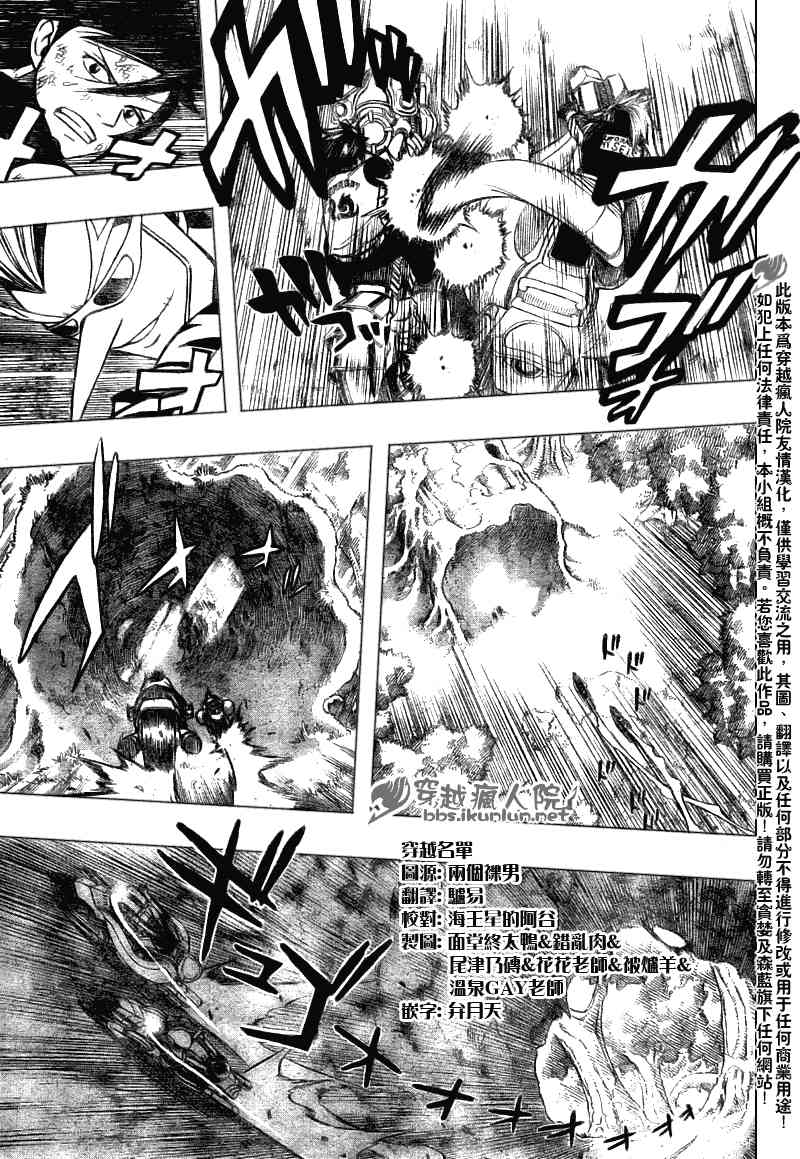 此版本爲穿越瘋人院友情漢化，僅供學習交流之用，其圖、翻譯以及任何部分不得進行修改或用于任何商業用途！
如犯上任何法律責任，本小組概不負責。若您喜歡此作品，請購買正版！請勿轉至貪婪及森藍旗下任何網站！
穿越瘋人院
bbs.ikunlun.net
穿越名單
圖源: 兩個裸男
翻譯: 驢易
校對: 海王星的阿谷
製圖: 面堂終太鴨&錯亂肉&
尾津乃磚&花花老師&被爐羊&
溫泉GAY老師
嵌字: 弁月天